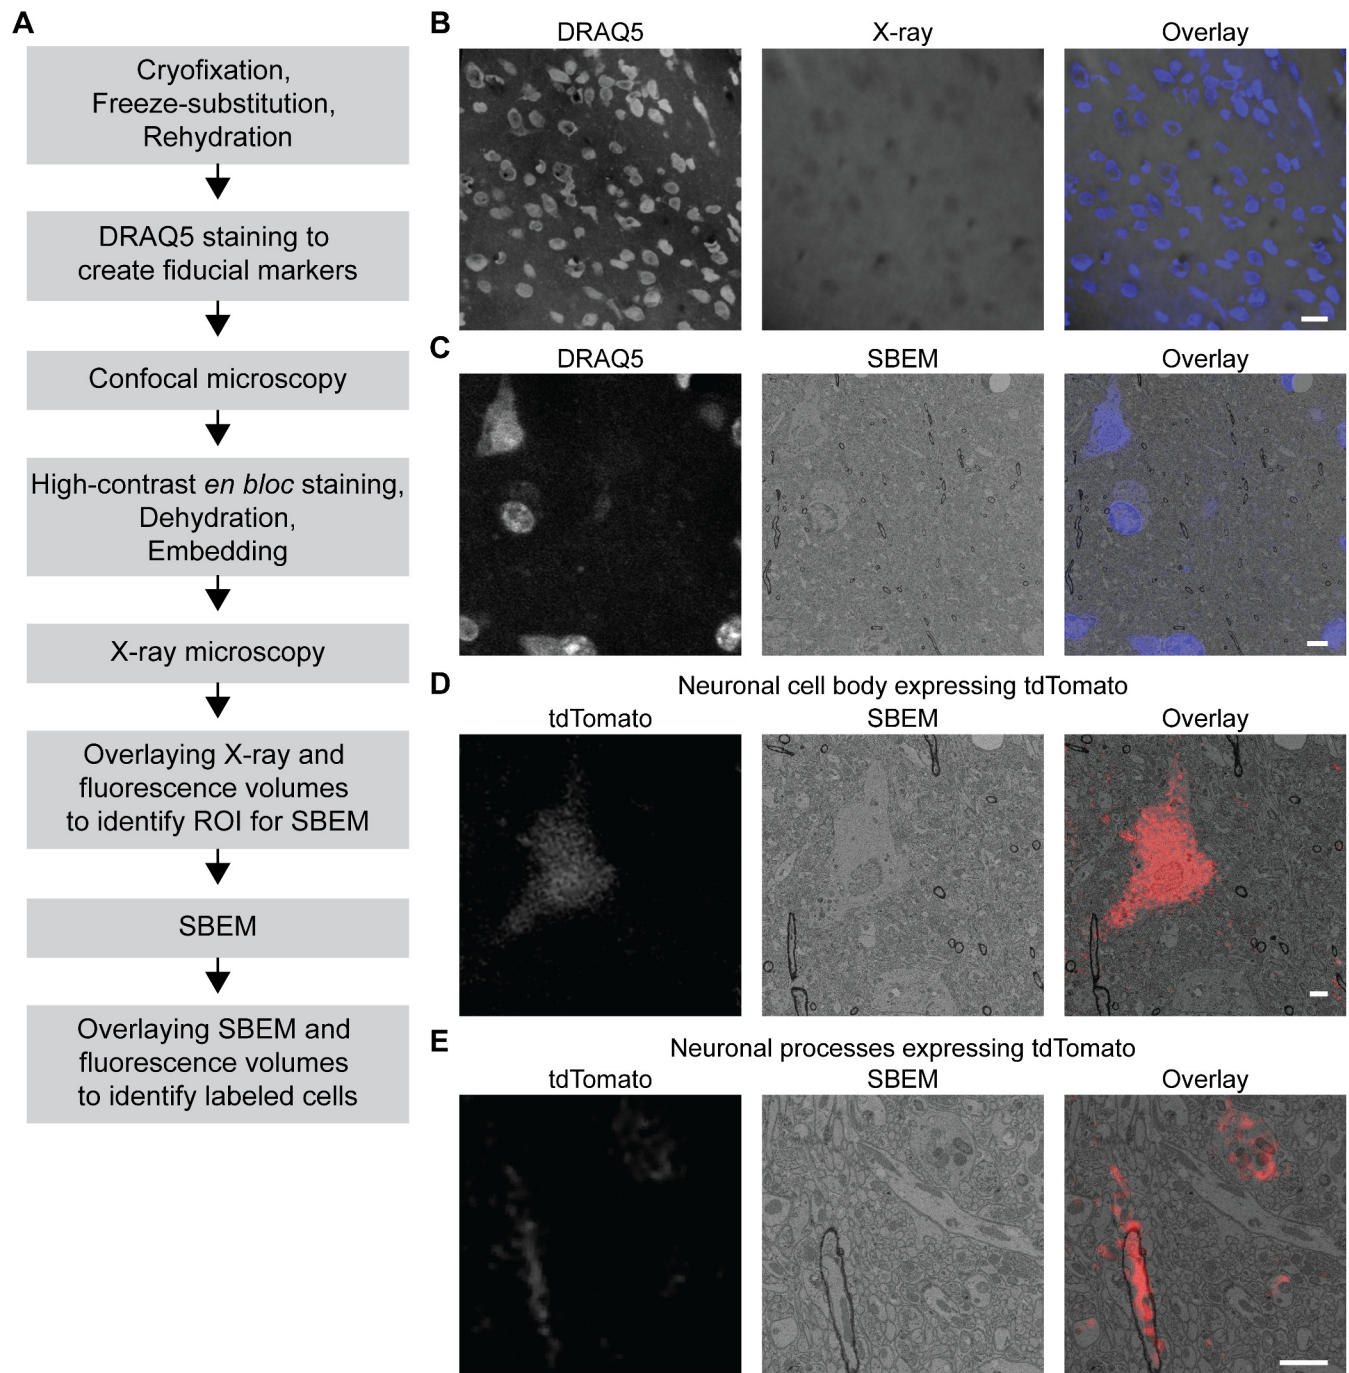 A
Cryofixation,
Freeze-substitution,
Rehydration
DRAQ5 staining to
create fiducial markers
Confocal microscopy
High-contrast en bloc staining,
Dehydration,
Embedding
X-ray microscopy
Overlaying X-ray and
fluorescence volumes
to identify ROI for SBEM
SBEM
Overlaying SBEM and
fluorescence volumes
to identify labeled cells
B
DRAQ5 X-ray Overlay
C
DRAQ5 SBEM Overlay
D
Neuronal cell body expressing tdTomato
tdTomato SBEM Overlay
E
Neuronal processes expressing tdTomato
tdTomato SBEM Overlay